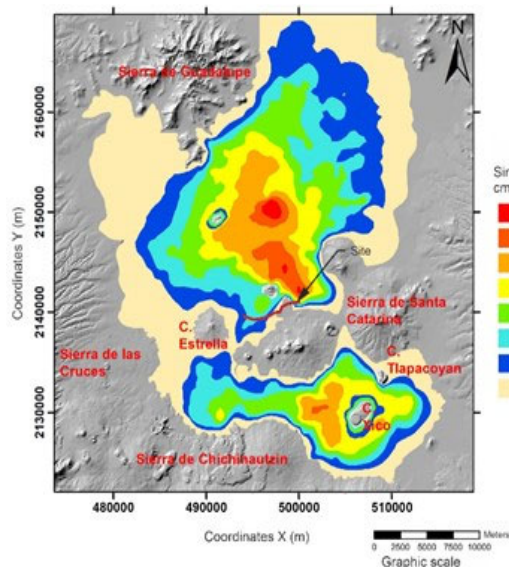 N
Sierra de Guadalupe
2160000
2150000
2140000
2130000
Coordinates Y (m)
Site
C.
Estrella
Sierra de Santa
Catarina
C.
Tlapacoyan
Sierra de las
Cruces
C.
Xico
Sierra de Chichinautzin
480000
490000
500000
510000
Coordinates X (m)
0
2500
5000
7500
10000
Graphic scale